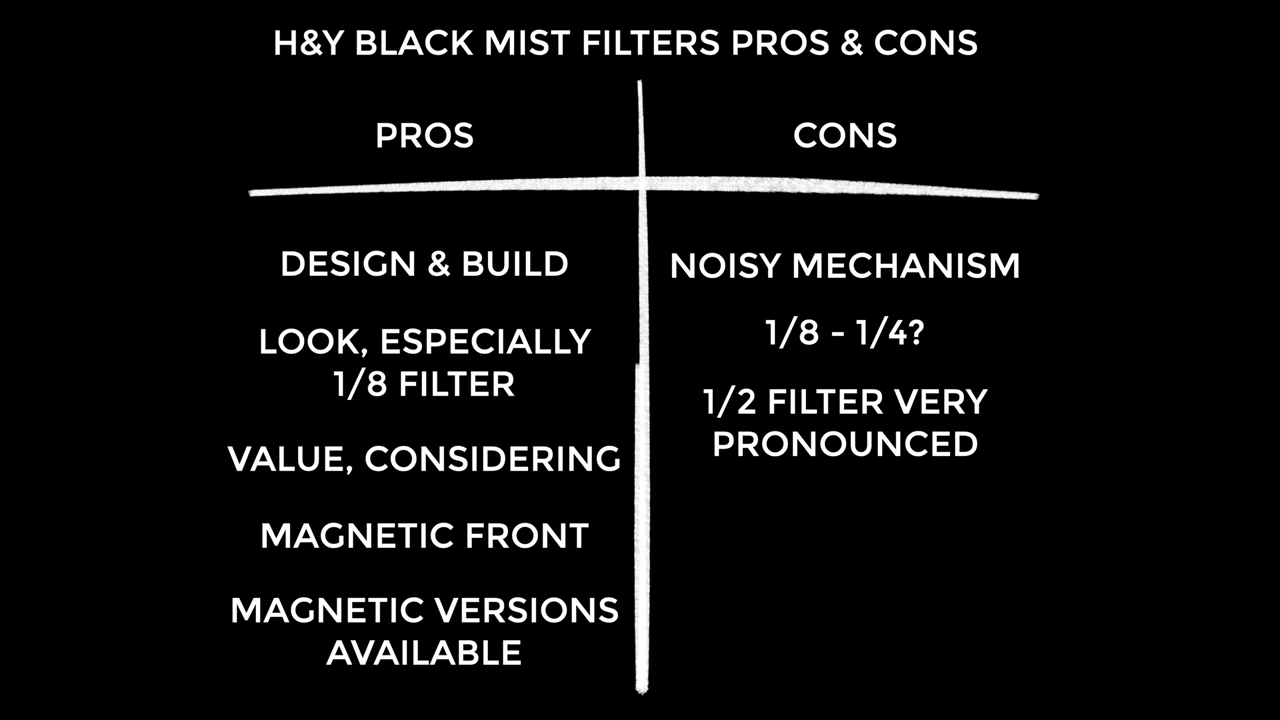 H&Y BLACK MIST FILTERS PROS & CONS
PROS
CONS
DESIGN & BUILD
LOOK, ESPECIALLY
1/8 FILTER
VALUE, CONSIDERING
MAGNETIC FRONT
MAGNETIC VERSIONS
AVAILABLE
NOISY MECHANISM
1/8 - 1/4?
1/2 FILTER VERY
PRONOUNCED